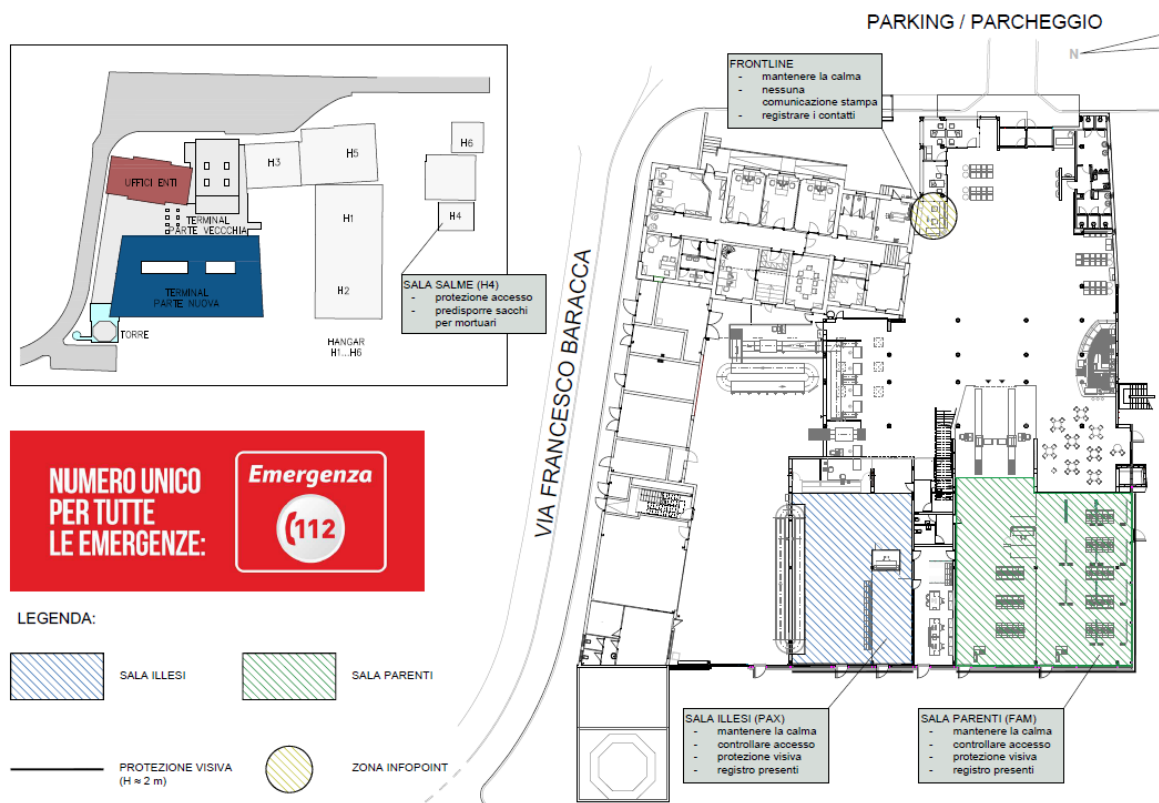 PARKING / PARCHEGGIO
N
FRONTLINE
- mantenere la calma
- nessuna
comunicazione stampa
- registrare i contatti
H3
H5
H6
UFFICI ENTI
TERMINAL
PARTE VECCCHIA
H1
H4
H2
TERMINAL
PARTE NUOVA
TORRE
HANGAR
H1...H6
SALA SALME (H4)
- protezione accesso
- predisporre sacchi
per mortuari
VIA FRANCESCO BARACCA
NUMERO UNICO
PER TUTTE
LE EMERGENZE:
Emergenza
112
LEGENDA:
SALA ILLESI
SALA PARENTI
PROTEZIONE VISIVA
(H ≈ 2 m)
ZONA INFOPOINT
SALA ILLESI (PAX)
- mantenere la calma
- controllare accesso
- protezione visiva
- registro presenti
SALA PARENTI (FAM)
- mantenere la calma
- controllare accesso
- protezione visiva
- registro presenti